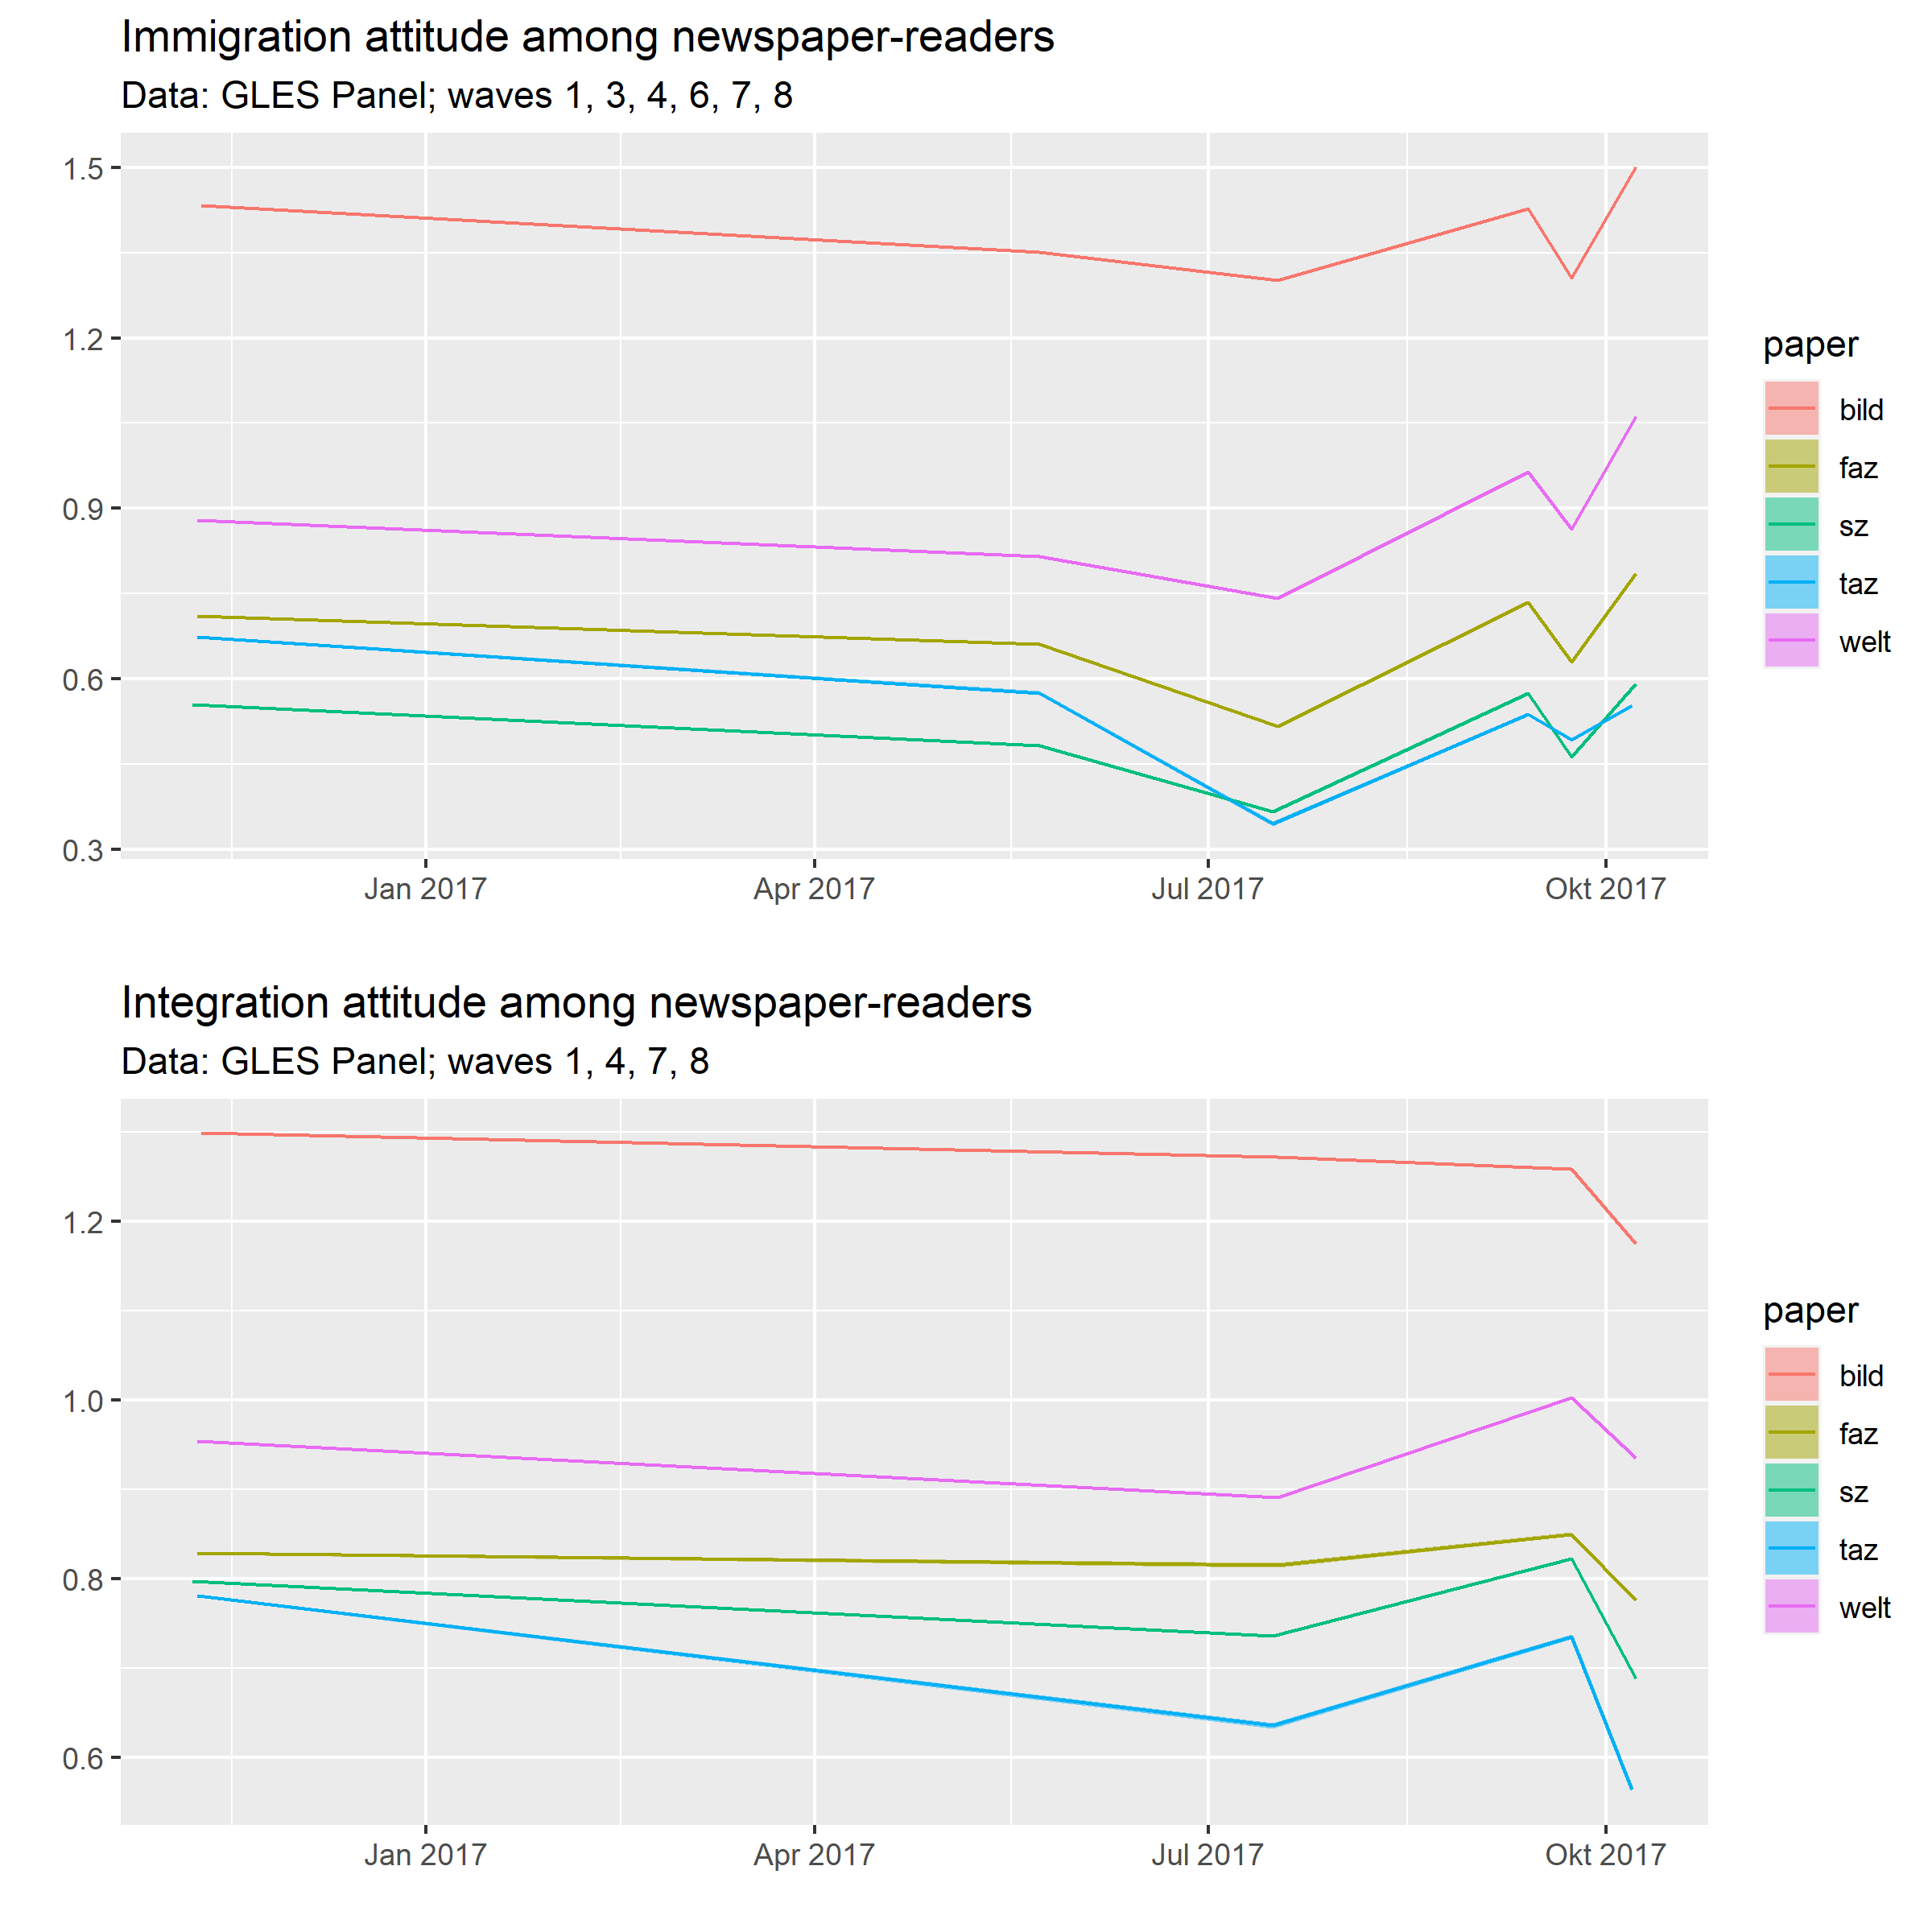 Immigration attitude among newspaper-readers
Data: GLES Panel; waves 1, 3, 4, 6, 7, 8
1.5
1.2
0.9
0.6
0.3
Jan 2017
Apr 2017
Jul 2017
Okt 2017
paper
bild
faz
sz
taz
welt
Integration attitude among newspaper-readers
Data: GLES Panel; waves 1, 4, 7, 8
1.2
1.0
0.8
0.6
Jan 2017
Apr 2017
Jul 2017
Okt 2017
paper
bild
faz
sz
taz
welt